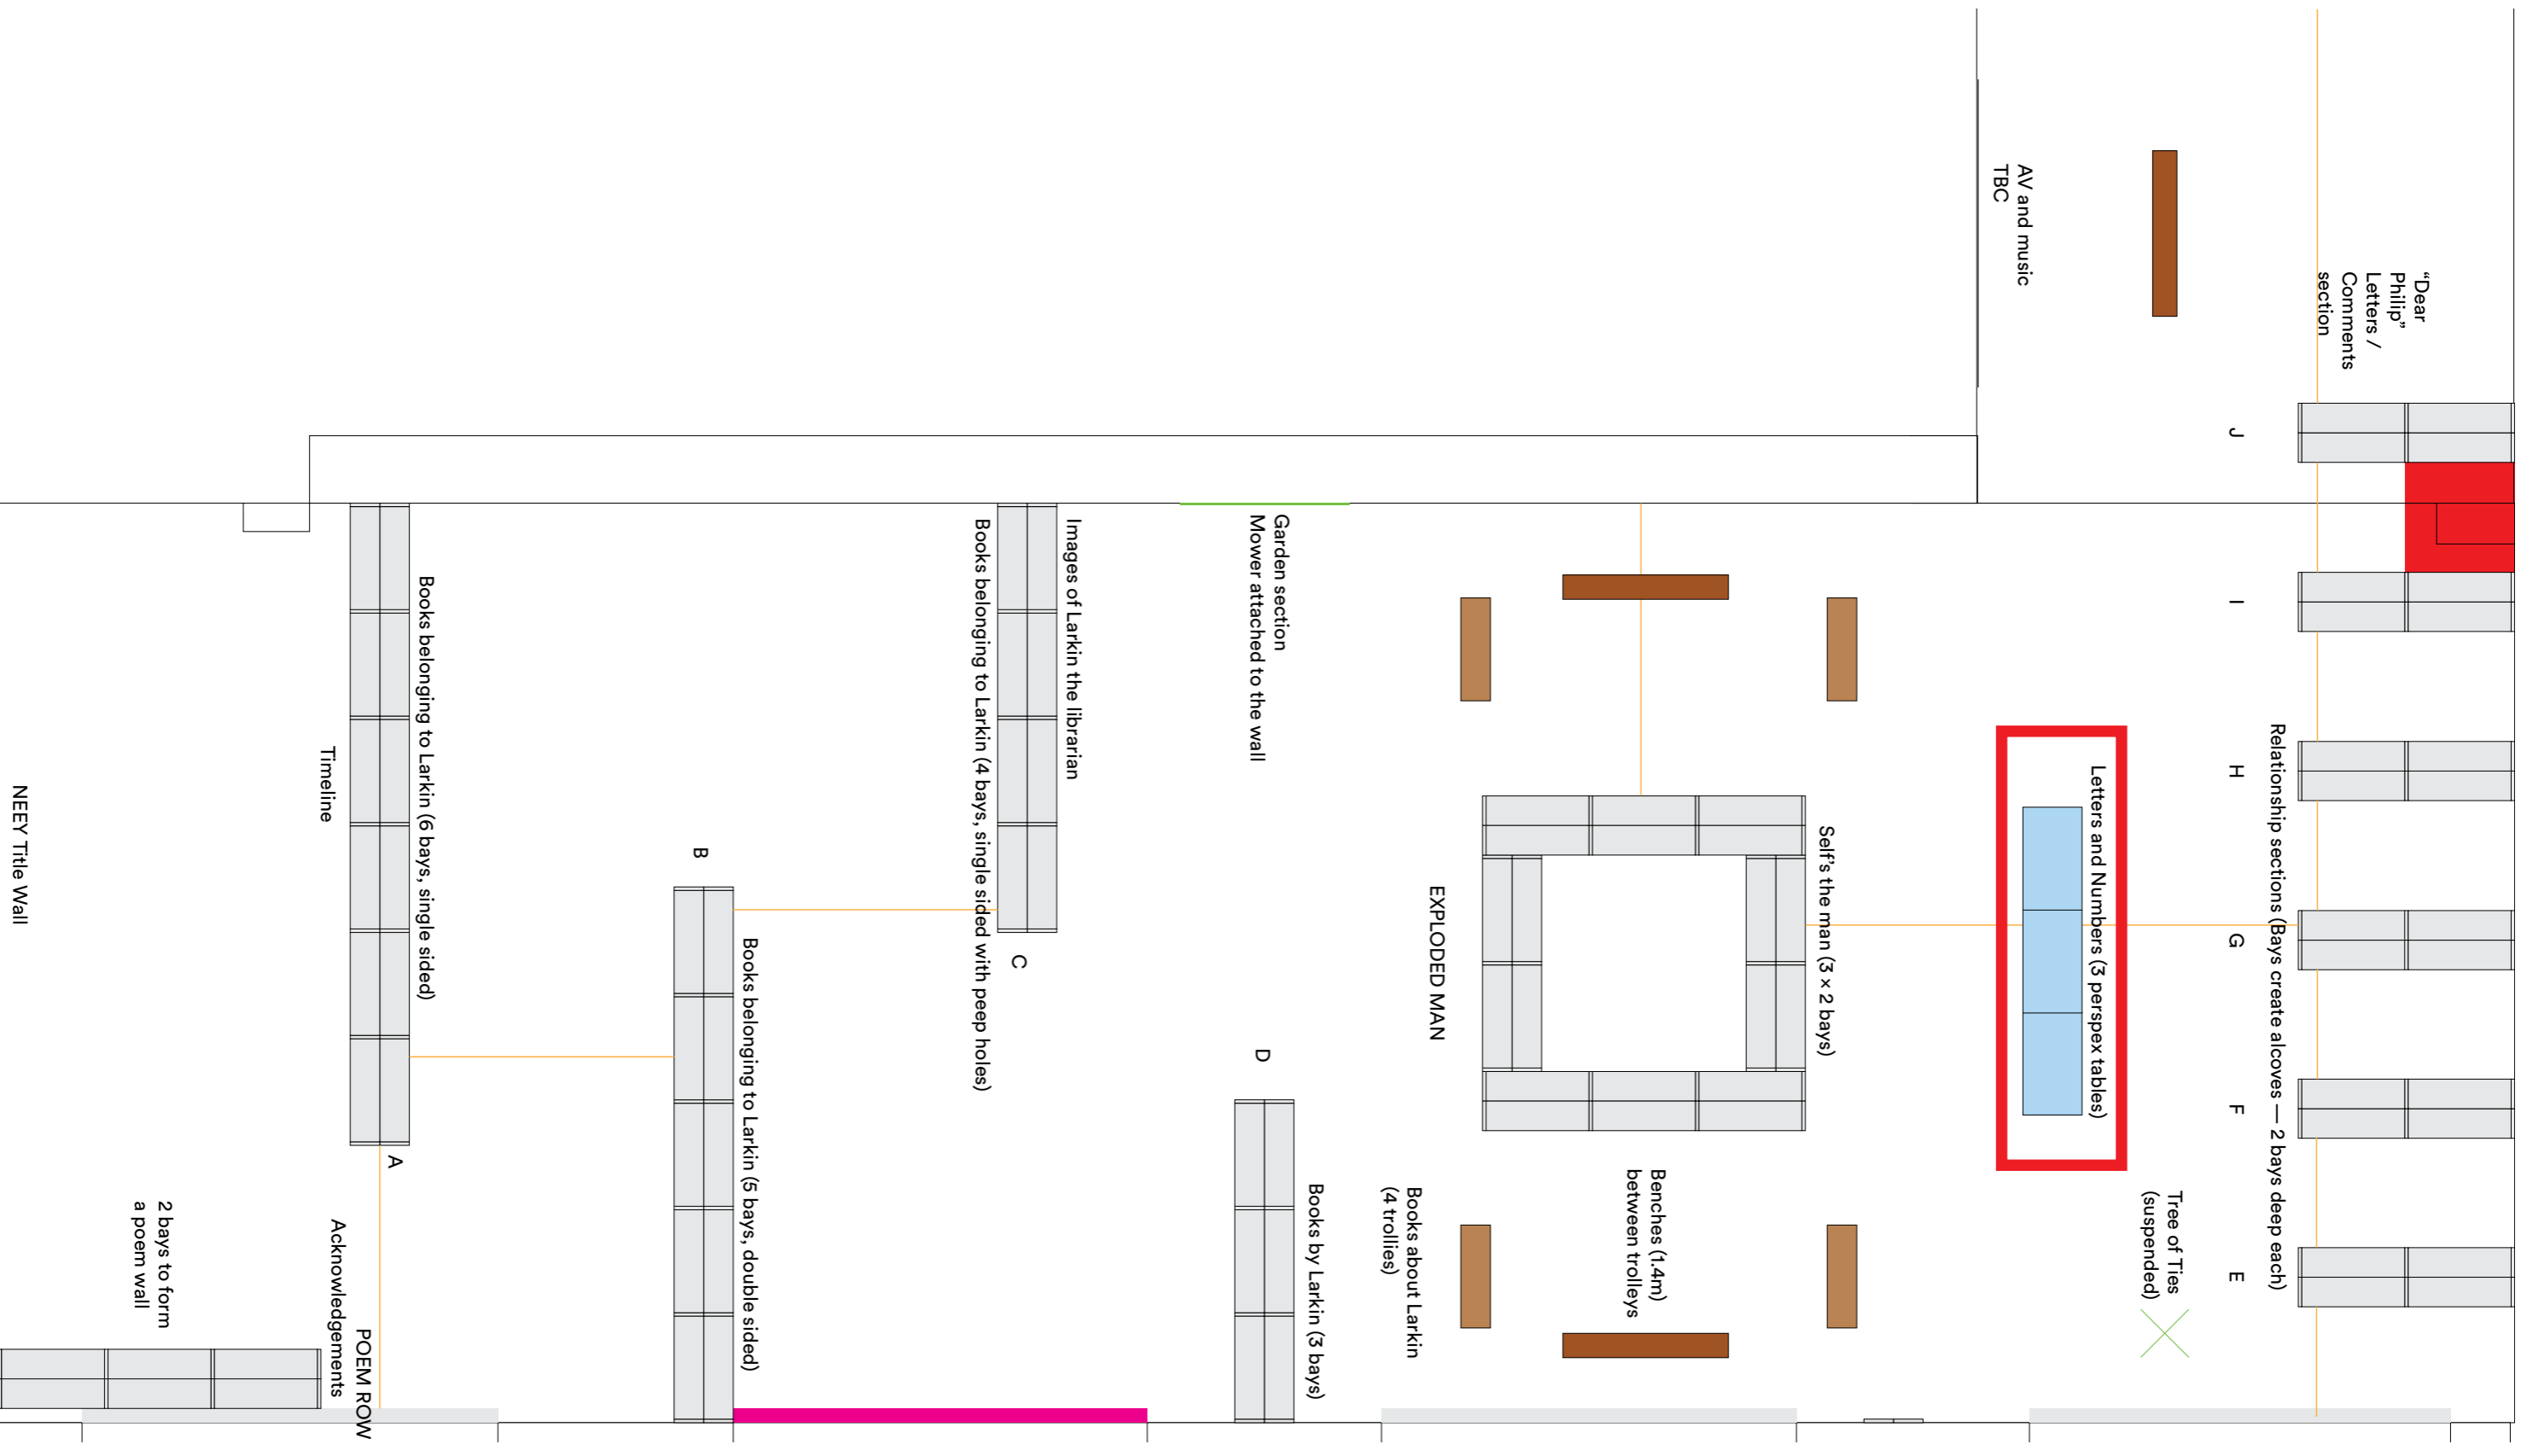 AV and music
TBC
“Dear
Philip”
Letters /
Comments
section
J
I
H
G
F
E
Relationship sections (Bays create alcoves — 2 bays deep each)
Letters and Numbers (3 perspex tables)
Tree of Ties
(suspended)
Self’s the man (3 × 2 bays)
EXPLODED MAN
Benches (1.4m)
between trolleys
Books about Larkin
(4 trollies)
Garden section
Mower attached to the wall
D
Books by Larkin (3 bays)
Images of Larkin the librarian
Books belonging to Larkin (4 bays, single sided with peep holes)
C
B
Books belonging to Larkin (5 bays, double sided)
Books belonging to Larkin (6 bays, single sided)
A
Timeline
POEM ROW
Acknowledgements
2 bays to form
a poem wall
NEEY Title Wall